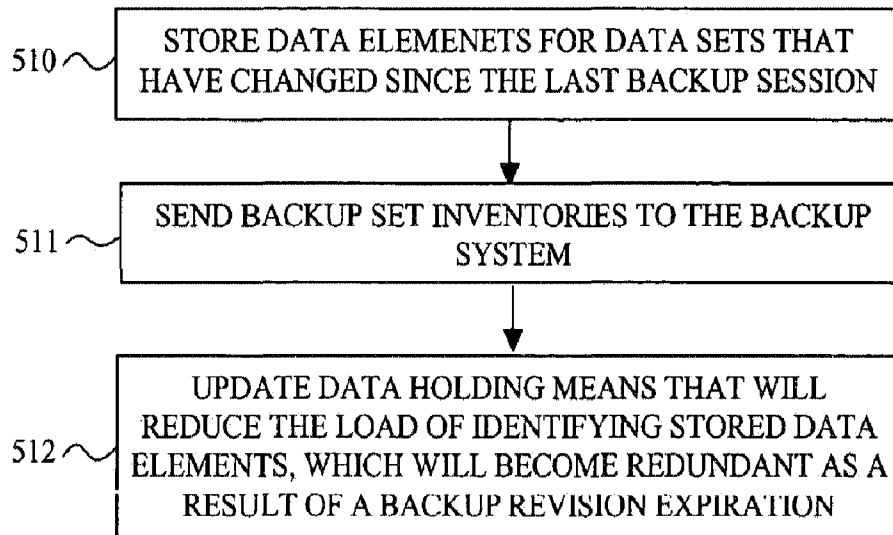 510
STORE DATA ELEMENETS FOR DATA SETS THAT
HAVE CHANGED SINCE THE LAST BACKUP SESSION
511
SEND BACKUP SET INVENTORIES TO THE BACKUP
SYSTEM
512
UPDATE DATA HOLDING MEANS THAT WILL
REDUCE THE LOAD OF IDENTIFYING STORED DATA
ELEMENTS, WHICH WILL BECOME REDUNDANT AS A
RESULT OF A BACKUP REVISION EXPIRATION